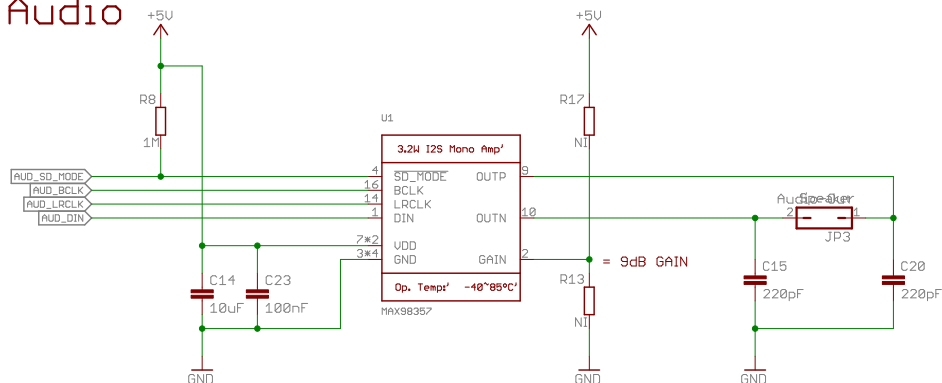 Audio
+5V
+5V
R8
1M
R17
NI
U1
3.2W I2S Mono Amp'
AUD_SD_MODE
AUD_BCLK
AUD_LRCLK
AUD_DIN
4
16
14
1
7*2
3*4
SD_MODE
BCLK
LRCLK
DIN
VDD
GND
OUTP
OUTN
GAIN
9
10
2
Op. Temp:' -40~85ºC'
MAX98357
= 9dB GAIN
R13
NI
C14
10uF
C23
100nF
Speaker
2
1
JP3
C15
220pF
C20
220pF
GND
GND
GND